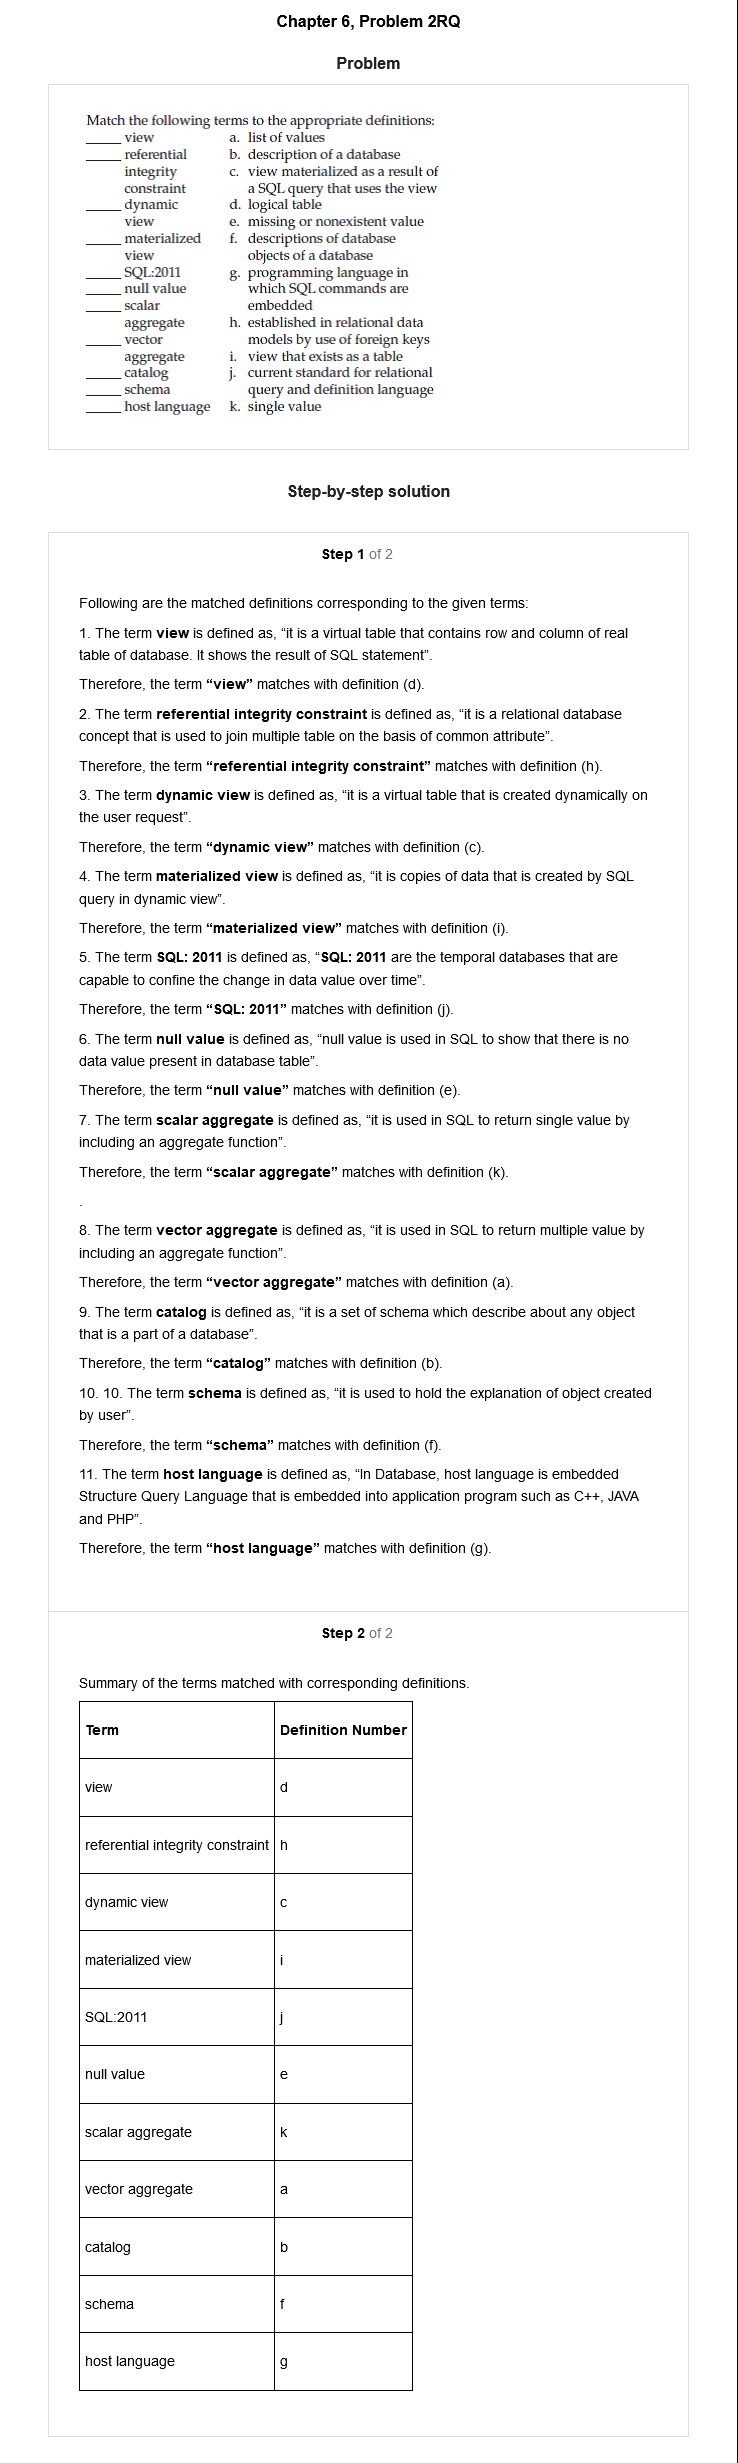 Chapter 6, Problem 2RQ
Problem
Match the following terms to the appropriate definitions:
_____ view
_____ referential
integrity
constraint
_____ dynamic
view
_____ materialized
view
_____ SQL:2011
_____ null value
_____ scalar
aggregate
_____ vector
aggregate
_____ catalog
_____ schema
_____ host language
a. list of values
b. description of a database
c. view materialized as a result of
a SQL query that uses the view
d. logical table
e. missing or nonexistent value
f. descriptions of database
objects of a database
g. programming language in
which SQL commands are
embedded
h. established in relational data
models by use of foreign keys
i. view that exists as a table
j. current standard for relational
query and definition language
k. single value
Step-by-step solution
Step 1 of 2
Following are the matched definitions corresponding to the given terms:
1. The term view is defined as, “it is a virtual table that contains row and column of real
table of database. It shows the result of SQL statement”.
Therefore, the term “view” matches with definition (d).
2. The term referential integrity constraint is defined as, “it is a relational database
concept that is used to join multiple table on the basis of common attribute”.
Therefore, the term “referential integrity constraint” matches with definition (h).
3. The term dynamic view is defined as, “it is a virtual table that is created dynamically on
the user request”.
Therefore, the term “dynamic view” matches with definition (c).
4. The term materialized view is defined as, “it is copies of data that is created by SQL
query in dynamic view”.
Therefore, the term “materialized view” matches with definition (i).
5. The term SQL: 2011 is defined as, “SQL: 2011 are the temporal databases that are
capable to confine the change in data value over time”.
Therefore, the term “SQL: 2011” matches with definition (j).
6. The term null value is defined as, “null value is used in SQL to show that there is no
data value present in database table”.
Therefore, the term “null value” matches with definition (e).
7. The term scalar aggregate is defined as, “it is used in SQL to return single value by
including an aggregate function”.
Therefore, the term “scalar aggregate” matches with definition (k).
.
8. The term vector aggregate is defined as, “it is used in SQL to return multiple value by
including an aggregate function”.
Therefore, the term “vector aggregate” matches with definition (a).
9. The term catalog is defined as, “it is a set of schema which describe about any object
that is a part of a database”.
Therefore, the term “catalog” matches with definition (b).
10. 10. The term schema is defined as, “it is used to hold the explanation of object created
by user”.
Therefore, the term “schema” matches with definition (f).
11. The term host language is defined as, “In Database, host language is embedded
Structure Query Language that is embedded into application program such as C++, JAVA
and PHP”.
Therefore, the term “host language” matches with definition (g).
Step 2 of 2
Summary of the terms matched with corresponding definitions.
Term Definition Number
view d
referential integrity constraint h
dynamic view c
materialized view i
SQL:2011 j
null value e
scalar aggregate k
vector aggregate a
catalog b
schema f
host language g